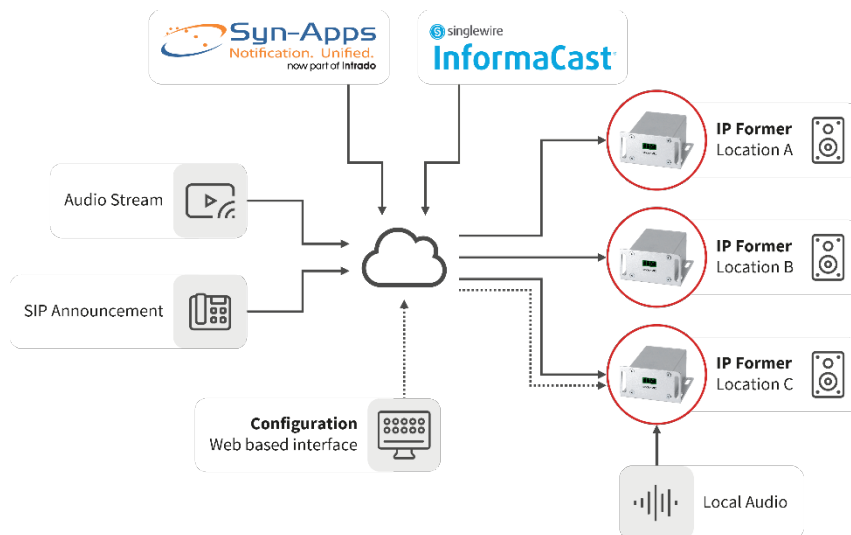 Syn-Apps
Notification. Unified.
now part of Intrado
singlewire
InformaCast
Audio Stream
SIP Announcement
Configuration
Web based interface
IP Former
Location A
IP Former
Location B
IP Former
Location C
Local Audio